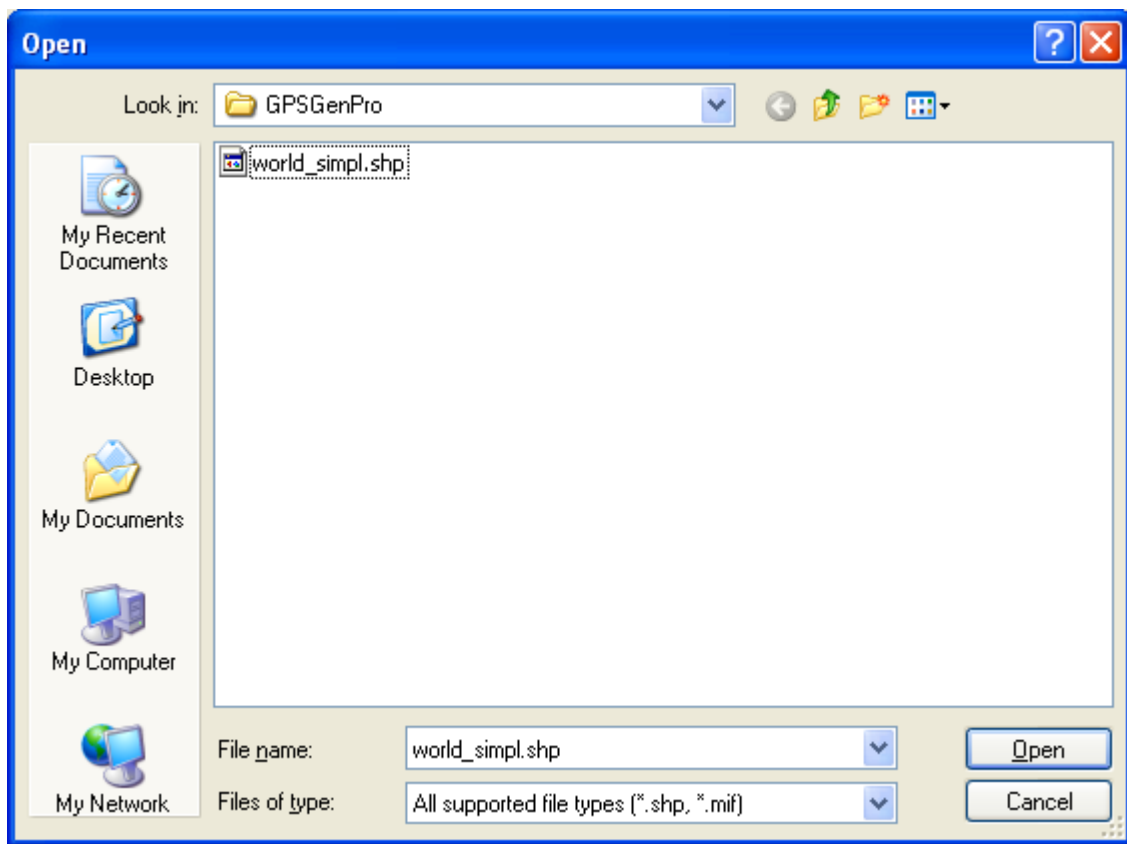 Open
Look in: GPSGenPro
world_simpl.shp
My Recent
Documents
Desktop
My Documents
My Computer
My Network
File name: world_simpl.shp Open
Files of type: All supported file types (*.shp, *.mif) Cancel